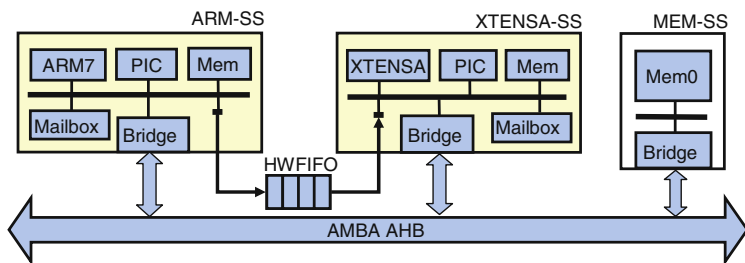 ARM-SS
XTENSA-SS
MEM-SS
ARM7
PIC
Mem
Mailbox
Bridge
XTENSA
PIC
Mem
Bridge
Mailbox
Mem0
Bridge
HWFIFO
AMBA AHB